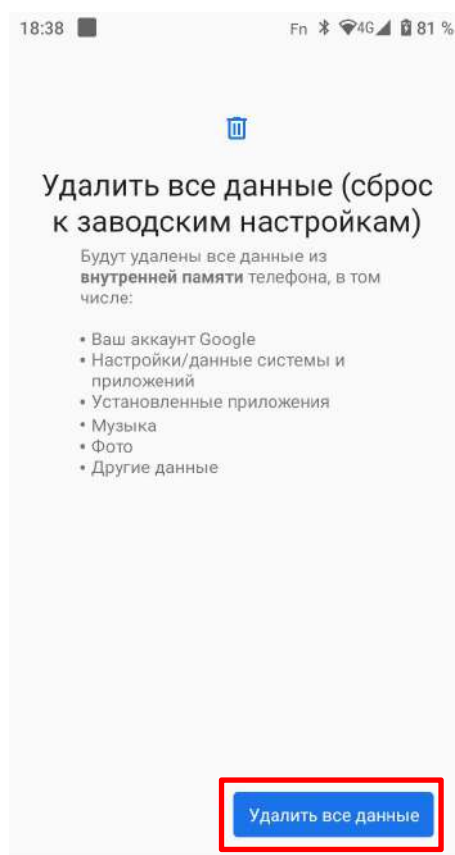 18:38 Fn 4G 81 %
Удалить все данные (сброс
к заводским настройкам)
Будут удалены все данные из
внутренней памяти телефона, в том
числе:
• Ваш аккаунт Google
• Настройки/данные системы и
приложений
• Установленные приложения
• Музыка
• Фото
• Другие данные
Удалить все данные